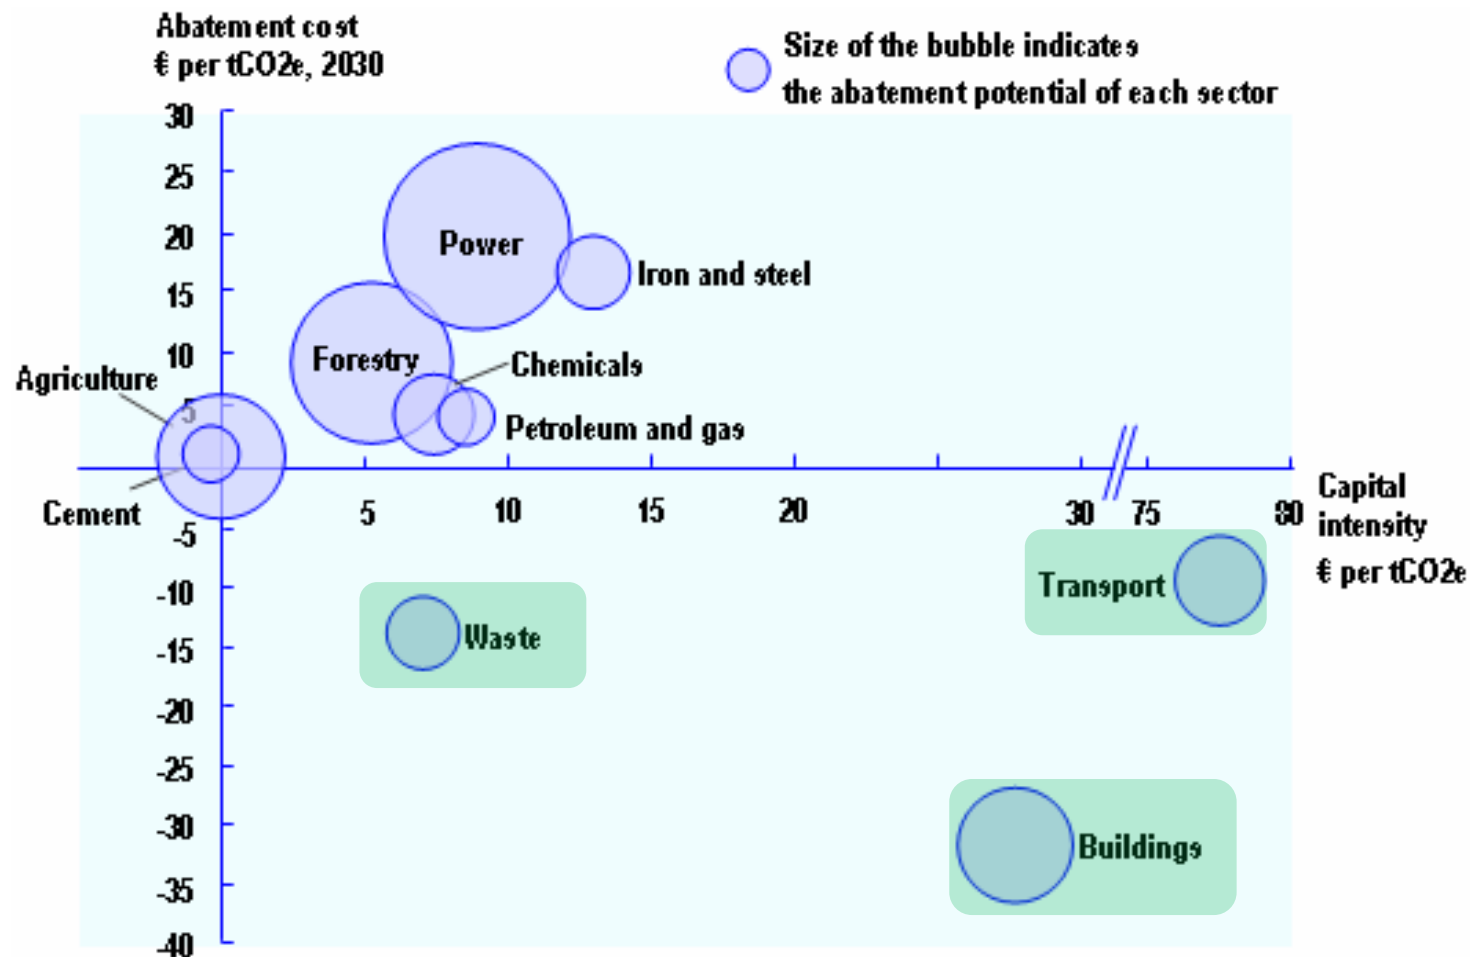 Abatement cost
€ per tCO2e, 2030
Size of the bubble indicates
the abatement potential of each sector
30
25
20
15
10
5
-5
-10
-15
-20
-25
-30
-35
-40
Power
Iron and steel
Forestry
Chemicals
Petroleum and gas
Agriculture
Cement
5
10
15
20
30
75
80
Capital
intensity
€ per tCO2e
Transport
Waste
Buildings